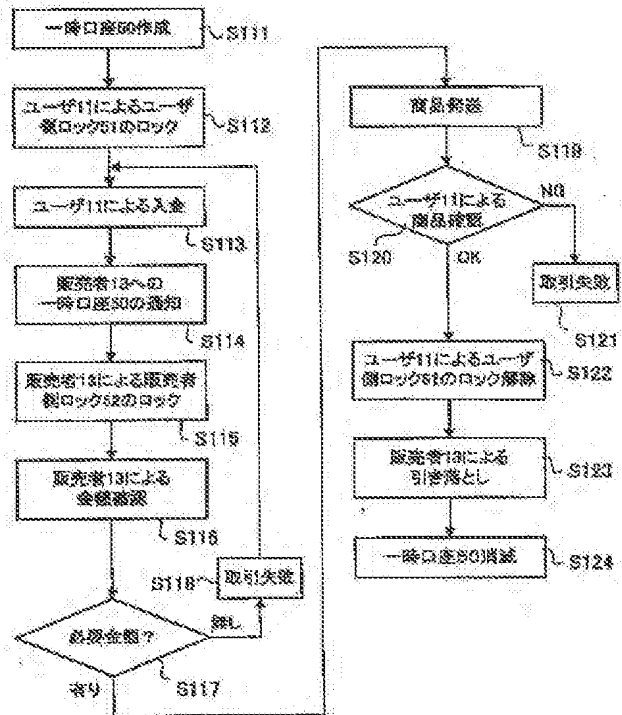 一時口座50作成
S111
ユーザ11によるユーザ
側ロック51のロック
S112
ユーザ11による入金
S113
販売者13への
一時口座50の通知
S114
販売者13による販売者
側ロック52のロック
S115
販売者13による
金額確認
S116
必要金額?
無し
有り
S117
S118
取引失敗
商品発送
S119
ユーザ11による
商品確認
NG
S120
OK
取引失敗
S121
ユーザ11によるユーザ
側ロック51のロック解除
S122
販売者13による
引き落とし
S123
一時口座50消滅
S124